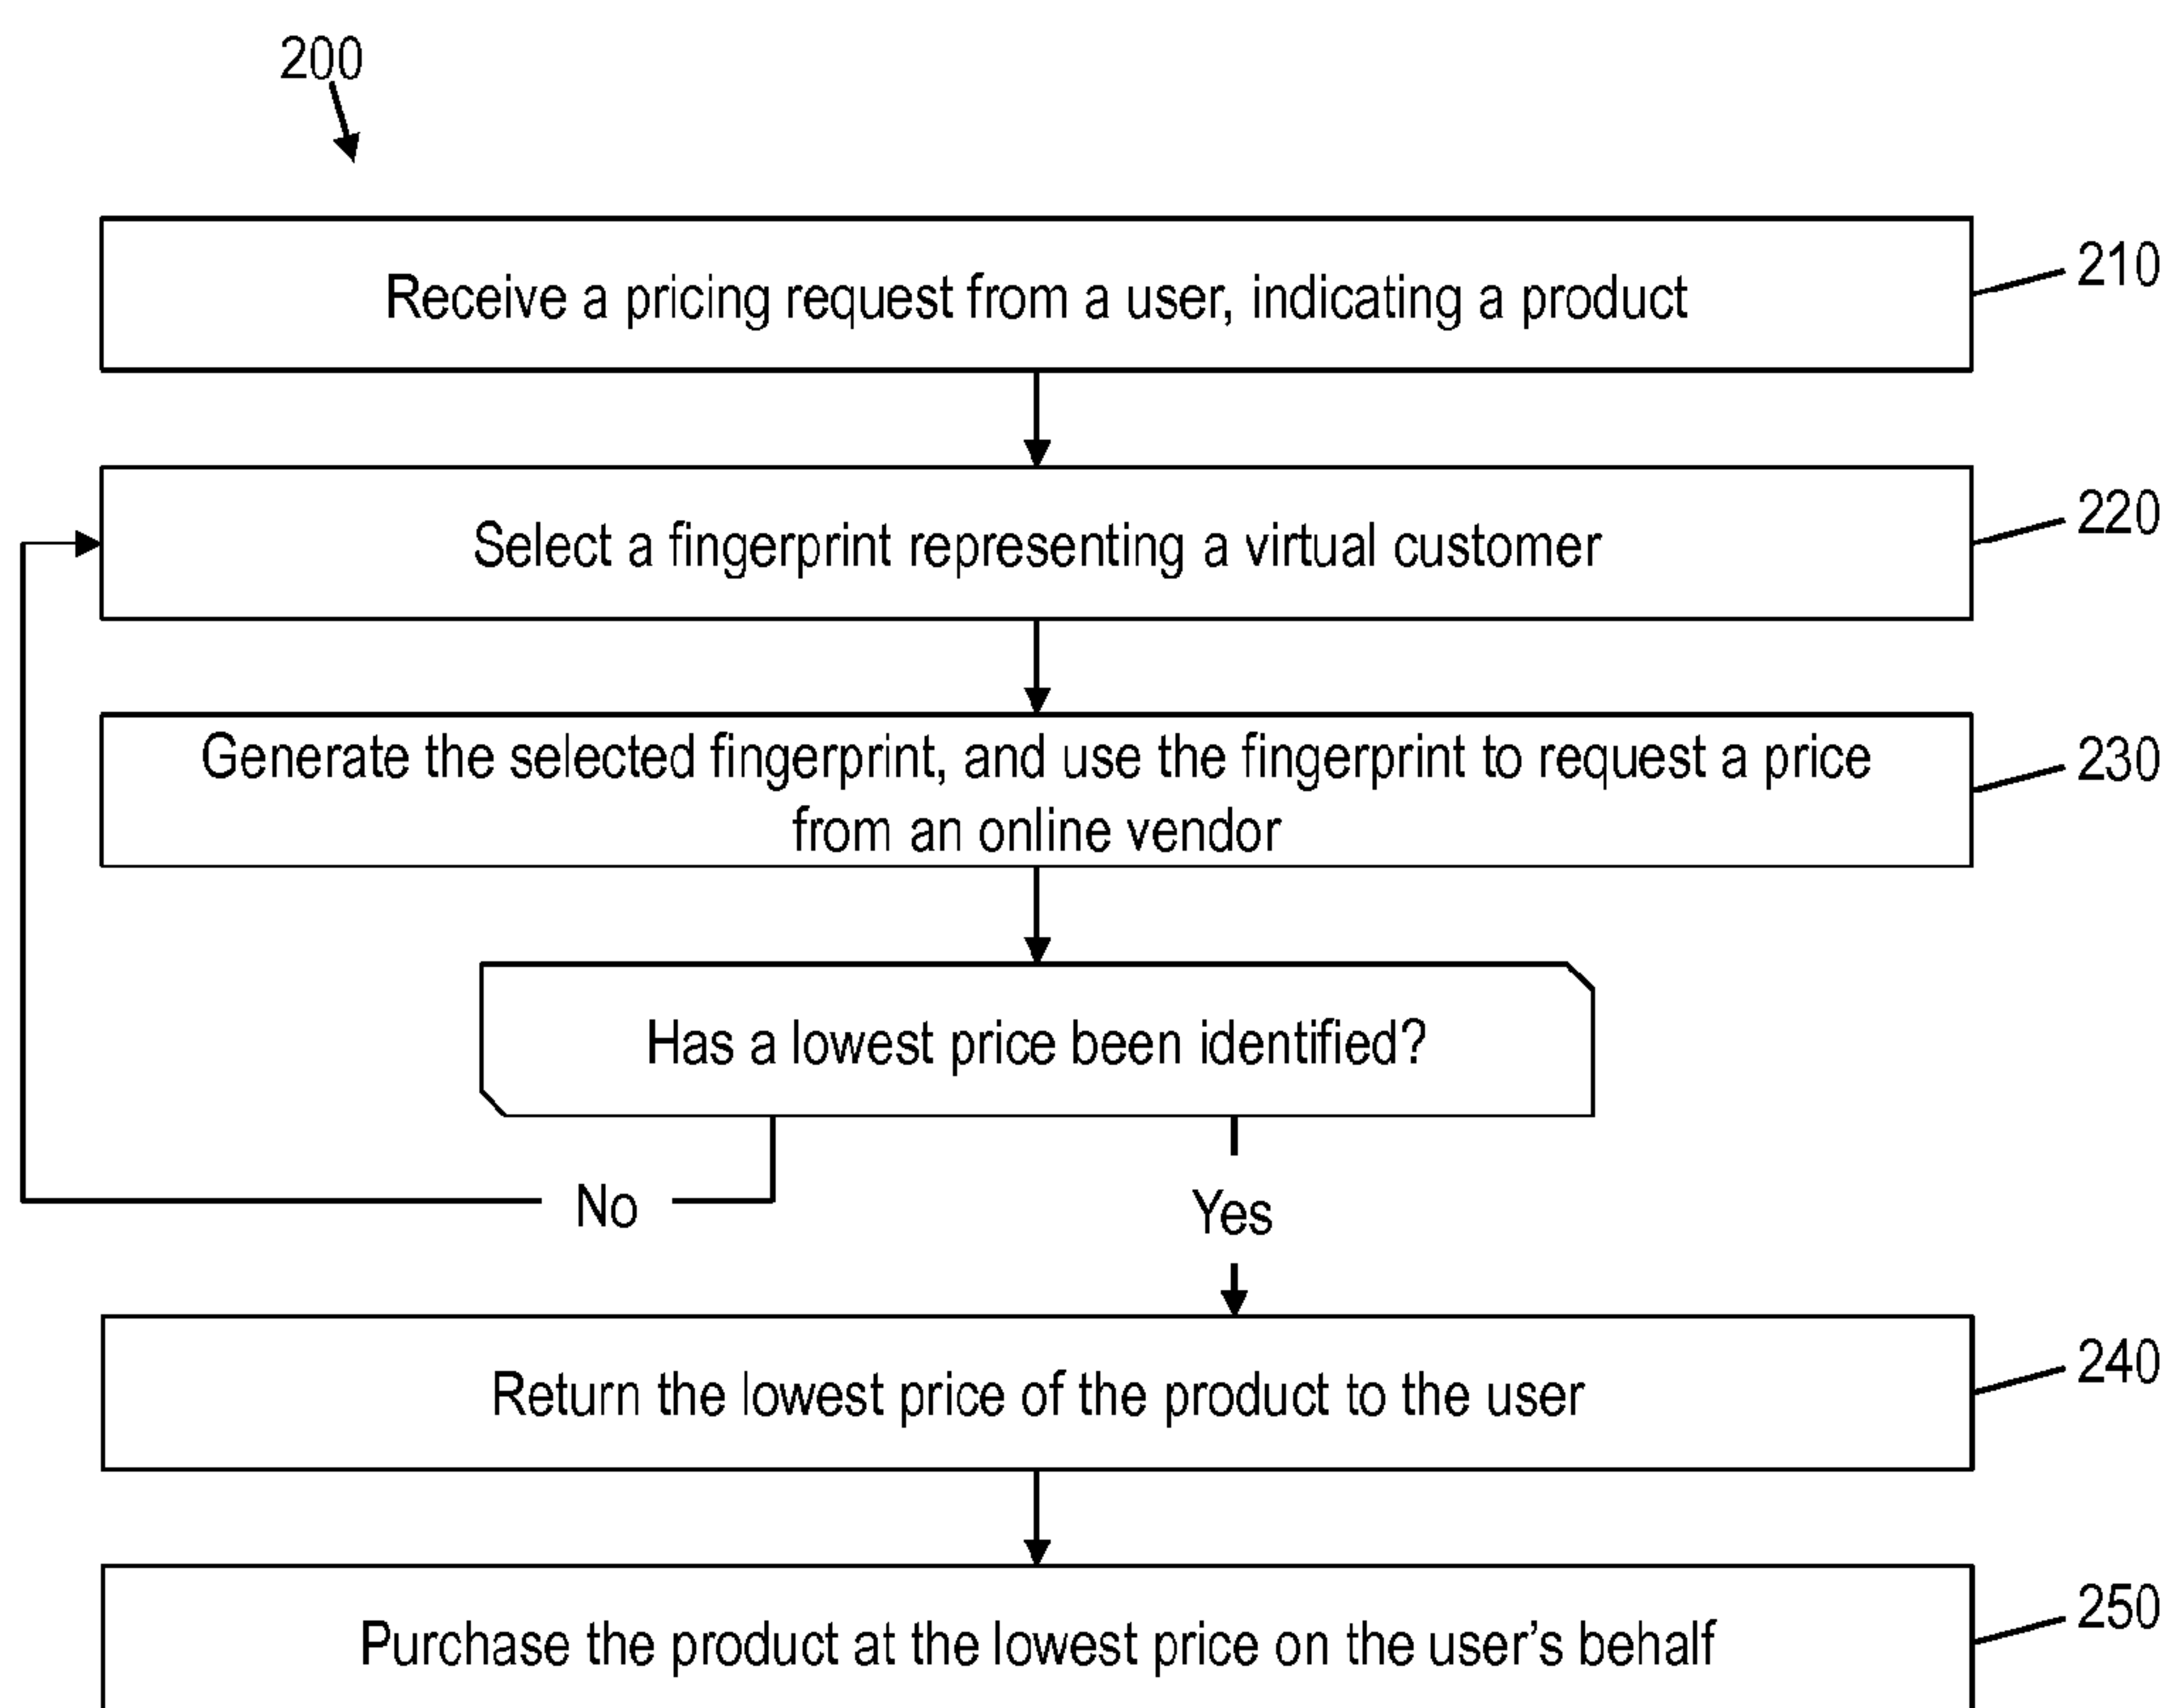 200
Receive a pricing request from a user, indicating a product
210
Select a fingerprint representing a virtual customer
220
Generate the selected fingerprint, and use the fingerprint to request a price
from an online vendor
230
Has a lowest price been identified?
No
Yes
Return the lowest price of the product to the user
240
Purchase the product at the lowest price on the user’s behalf
250